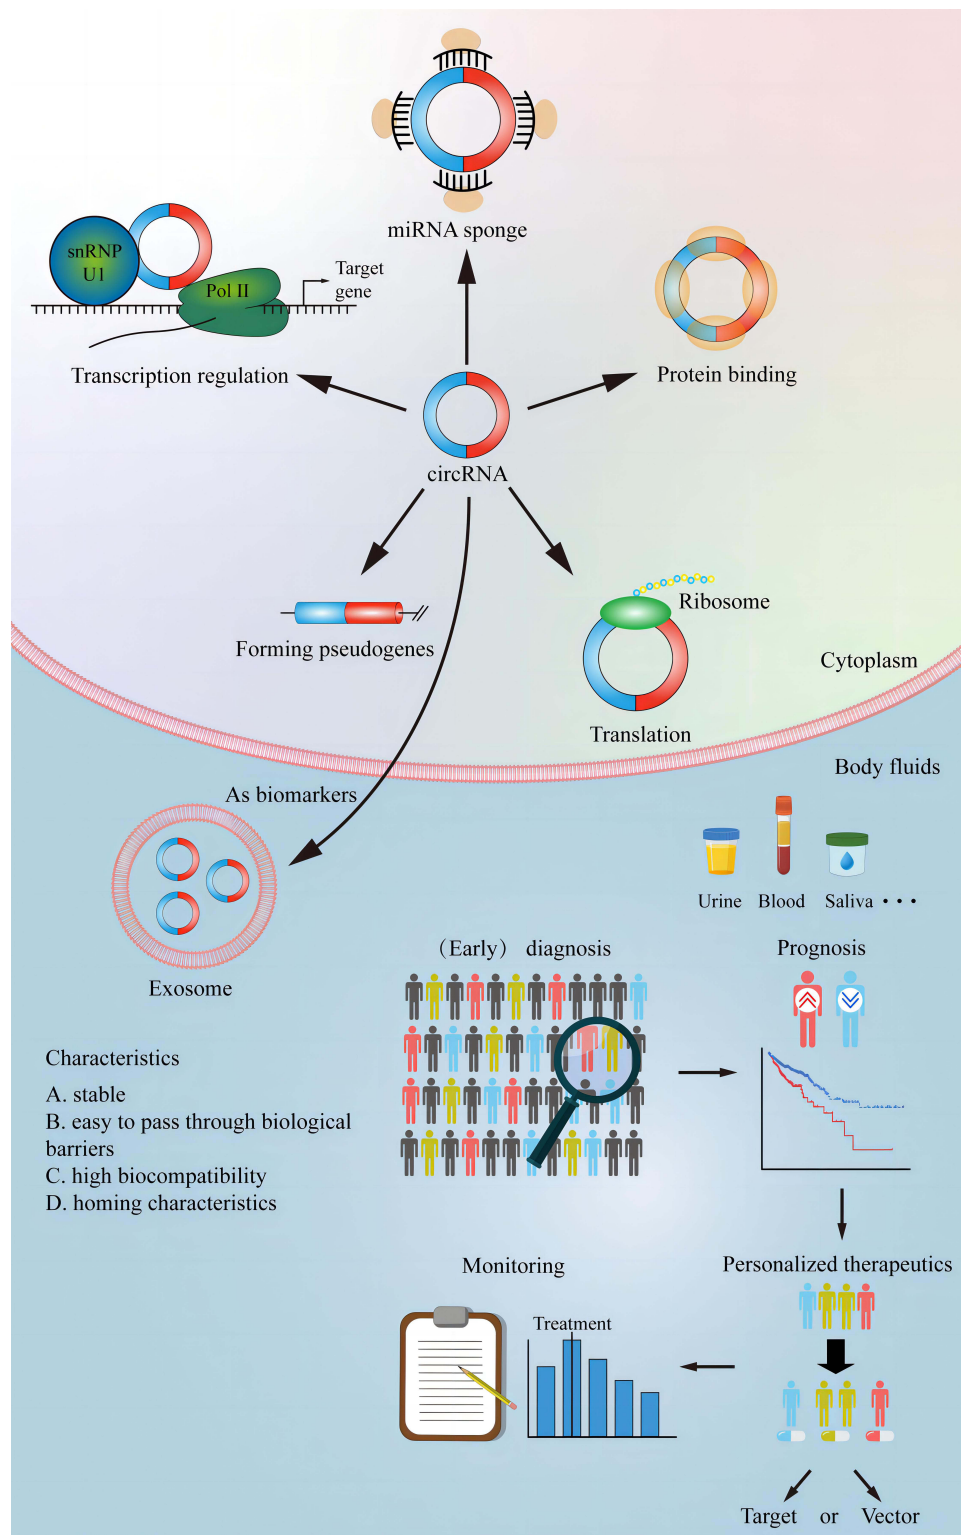 miRNA sponge
snRNP
U1
Pol II
Target
gene
Transcription regulation
Protein binding
circRNA
Forming pseudogenes
Ribosome
Translation
Cytoplasm
Body fluids
As biomarkers
Exosome
Urine Blood Saliva • • •
(Early) diagnosis
Prognosis
Characteristics
A. stable
B. easy to pass through biological
barriers
C. high biocompatibility
D. homing characteristics
Monitoring
Treatment
Personalized therapeutics
Target or Vector